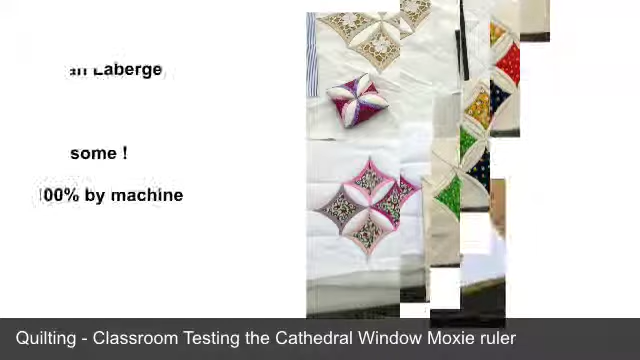 Laberge
some !
00% by machine
Quilting - Classroom Testing the Cathedral Window Moxie ruler